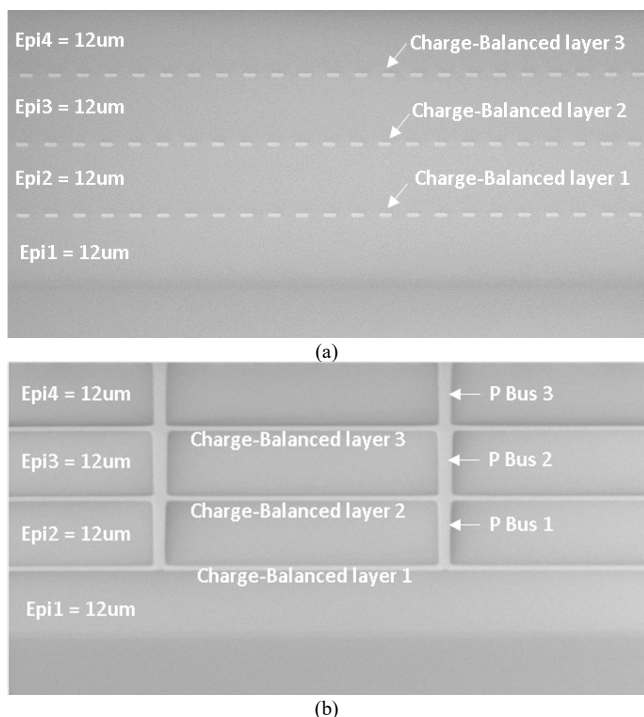 Epi4 = 12um
Charge-Balanced layer 3
Epi3 = 12um
Charge-Balanced layer 2
Epi2 = 12um
Charge-Balanced layer 1
Epi1 = 12um
(a)
Epi4 = 12um
P Bus 3
Charge-Balanced layer 3
Epi3 = 12um
P Bus 2
Charge-Balanced layer 2
Epi2 = 12um
P Bus 1
Charge-Balanced layer 1
Epi1 = 12um
(b)